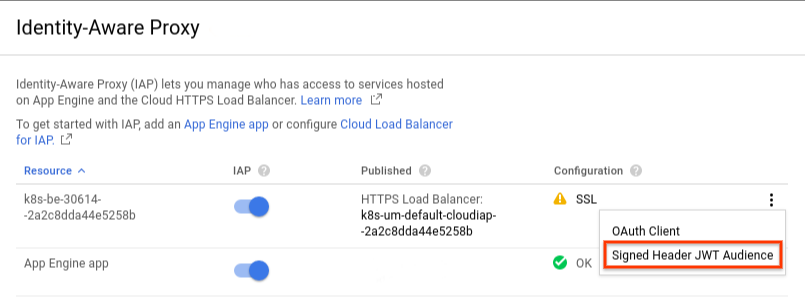 Identity-Aware Proxy
Identity-Aware Proxy (IAP) lets you manage who has access to services hosted
on App Engine and the Cloud HTTPS Load Balancer. Learn more
To get started with IAP, add an App Engine app or configure Cloud Load Balancer
for IAP.
Resource IAP ? Published ? Configuration ?
k8s-be-30614- HTTPS Load Balancer: SSL
-2a2c8dda44e5258b k8s-um-default-cloudiap-
-2a2c8dda44e5258b
OAuth Client
Signed Header JWT Audience
App Engine app OK